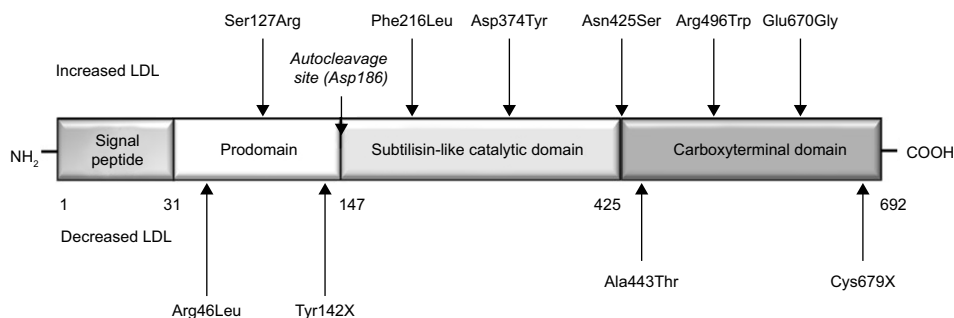 Ser127Arg Phe216Leu Asp374Tyr Asn425Ser Arg496Trp Glu670Gly
Autocleavage
site (Asp186)
Increased LDL
NH2
Signal
peptide
Prodomain
Subtilisin-like catalytic domain
Carboxyterminal domain
COOH
1 31 147 425 692
Decreased LDL
Arg46Leu Tyr142X Ala443Thr Cys679X